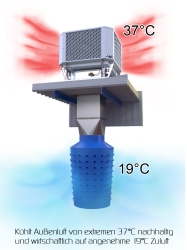 37°C
19°C
Kühlt Außenluft von extremen 37°C nachhaltig
und wirtschaftlich auf angenehme 19°C Zuluft